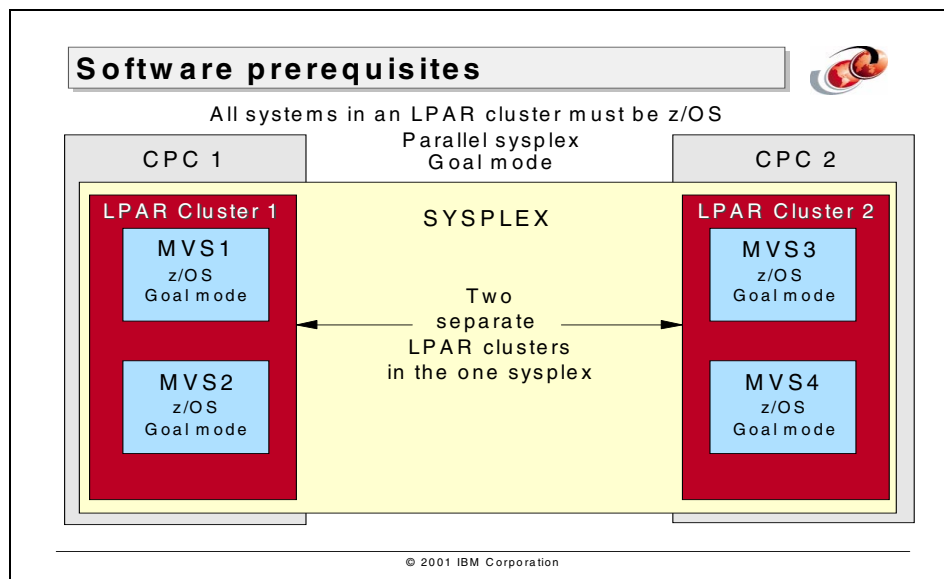 Software prerequisites
All systems in an LPAR cluster must be z/OS
Parallel sysplex
Goal mode
CPC 1
CPC 2
LPAR Cluster 1
SYSPLEX
LPAR Cluster 2
MVS1
z/OS
Goal mode
MVS3
z/OS
Goal mode
Two
separate
LPAR clusters
in the one sysplex
MVS2
z/OS
Goal mode
MVS4
z/OS
Goal mode
© 2001 IBM Corporation